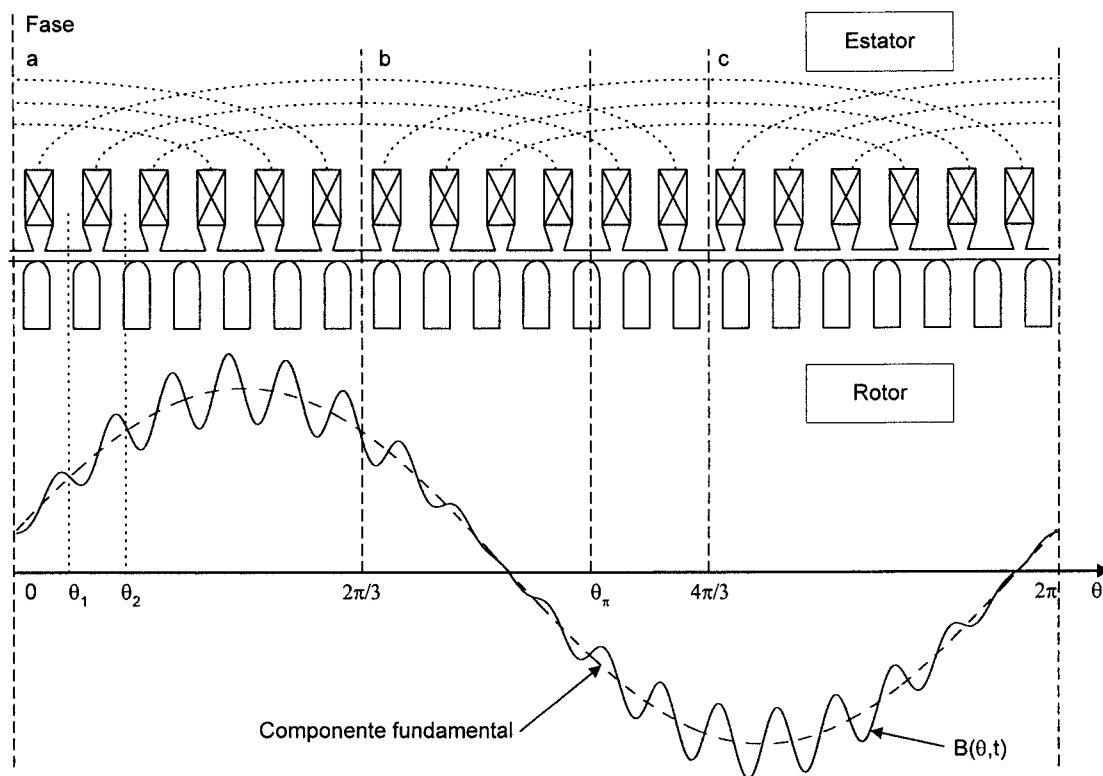 Fase
Estator
a
b
c
Rotor
0
θ₁
θ₂
2π/3
θπ
4π/3
2π
θ
Componente fundamental
B(θ,t)